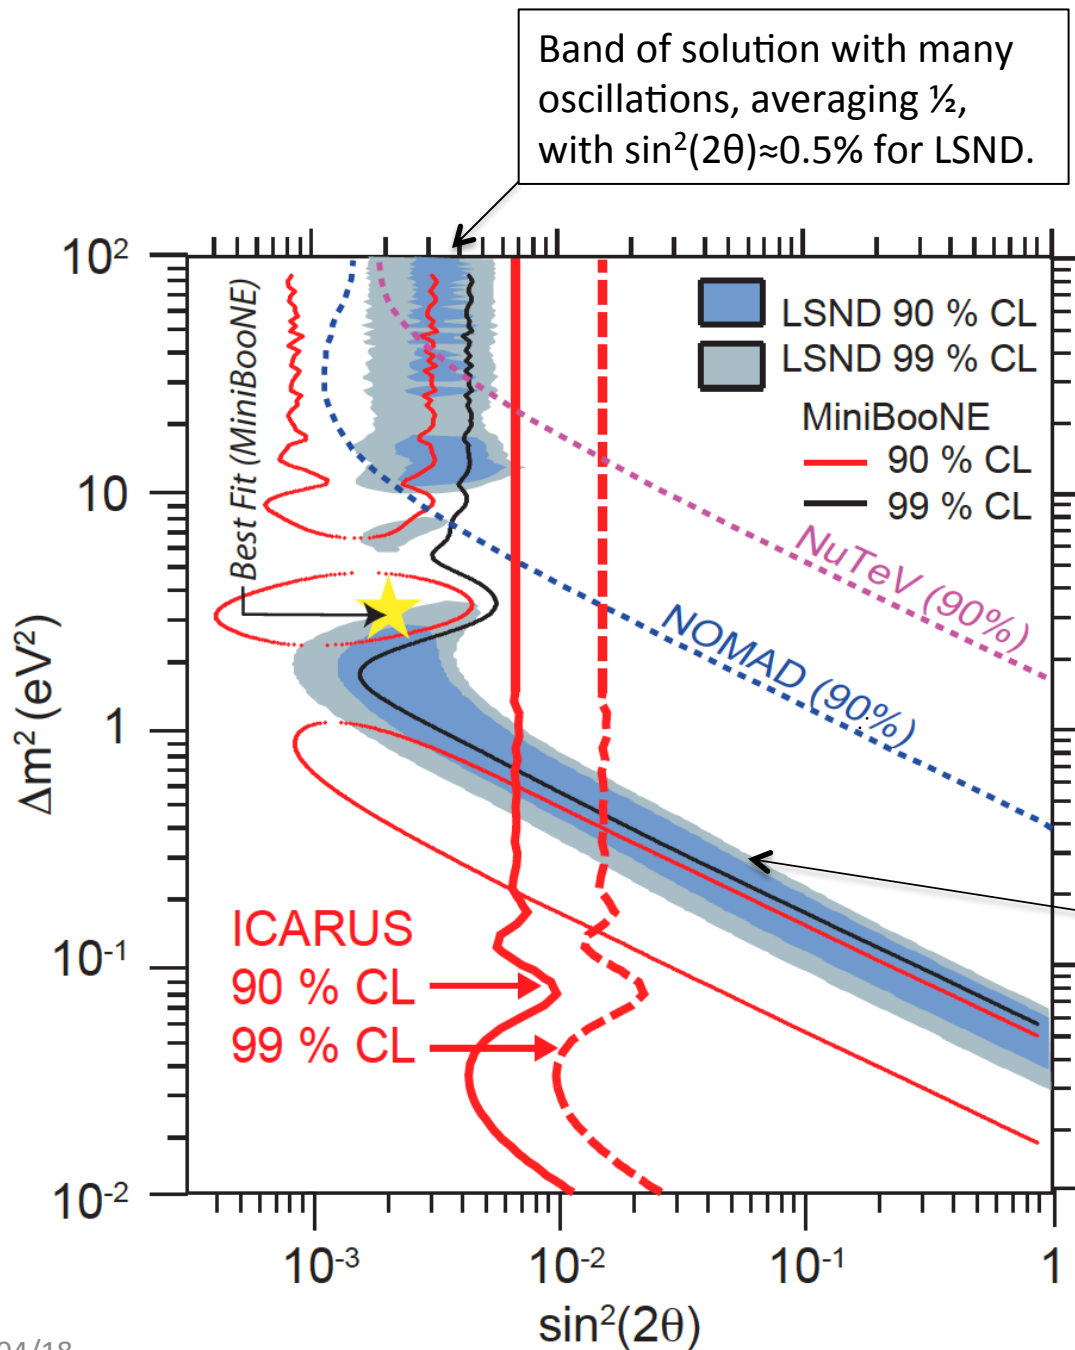 Band of solution with many
oscillations, averaging ½,
with sin²(2θ)≈0.5% for LSND.
10²
10
1
10⁻¹
10⁻²
Δm² (eV²)
Best Fit (MiniBooNE)
LSND 90 % CL
LSND 99 % CL
MiniBooNE
90 % CL
99 % CL
NuTeV (90%)
NOMAD (90%)
ICARUS
90 % CL
99 % CL
10⁻³
10⁻²
10⁻¹
1
sin²(2θ)